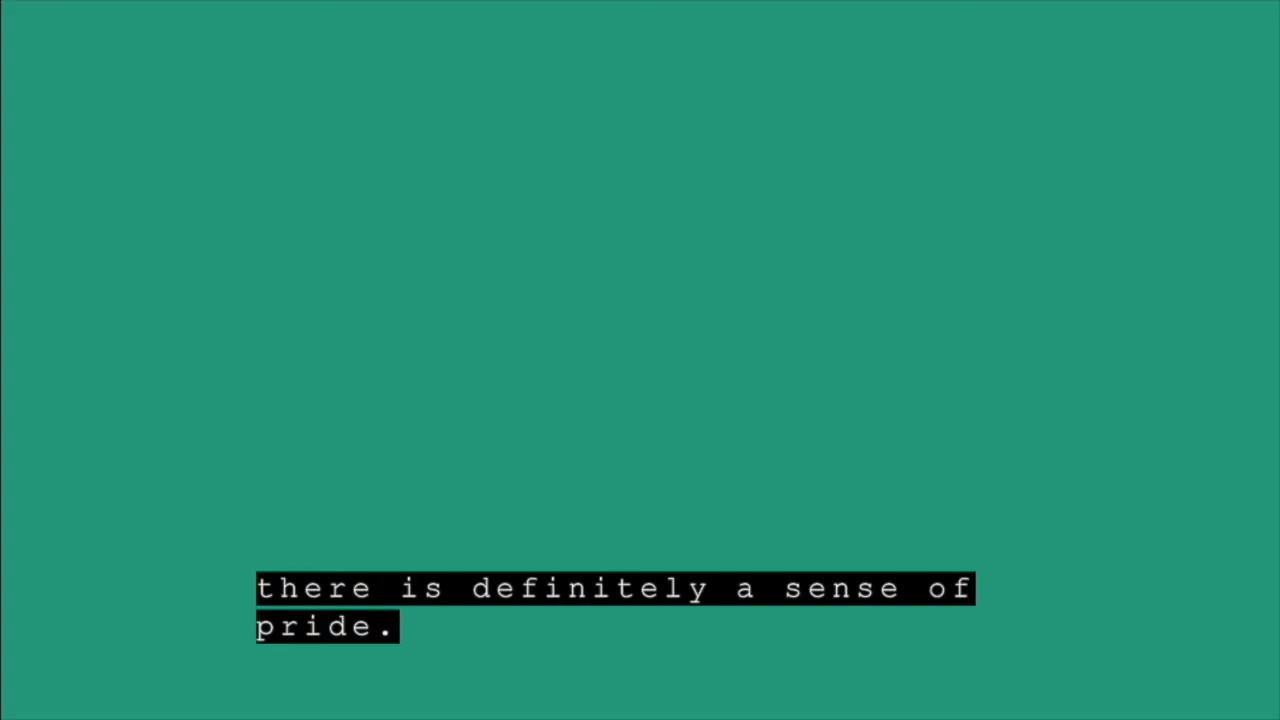 there is definitely a sense of
pride.